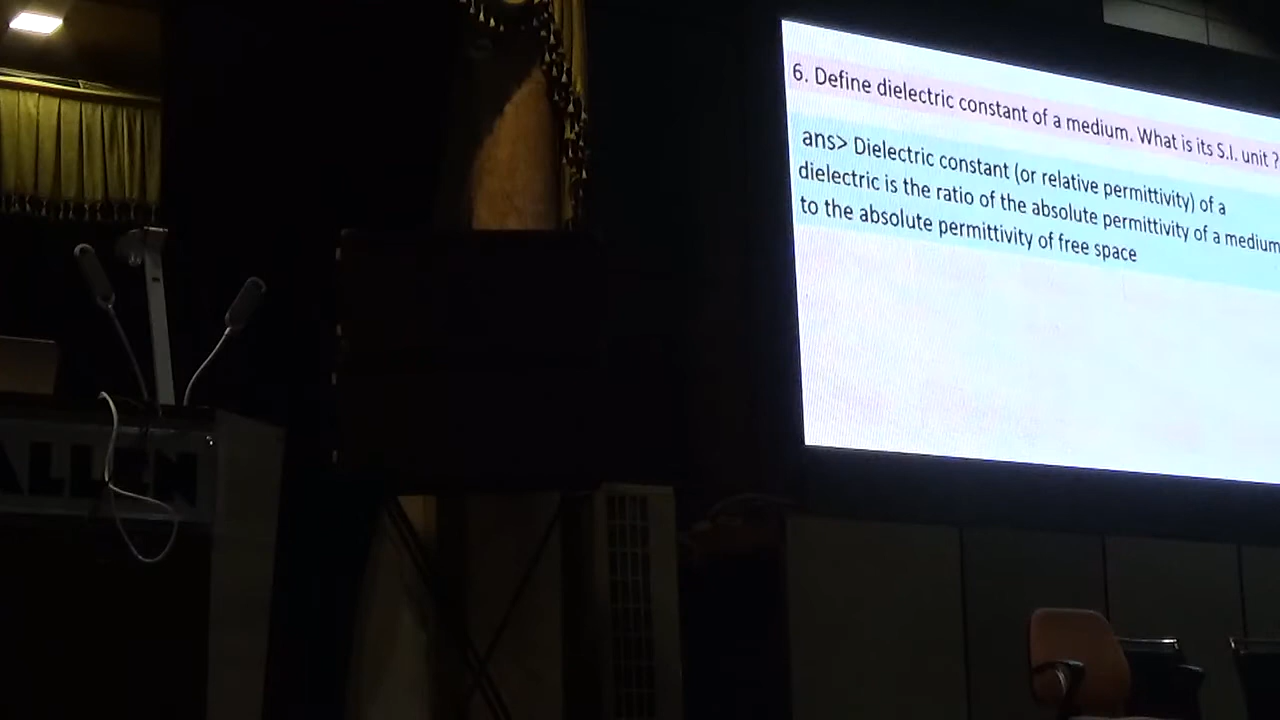 6. Define dielectric constant of a medium. What is its S.I. unit ?
ans> Dielectric constant (or relative permittivity) of a
dielectric is the ratio of the absolute permittivity of a medium
to the absolute permittivity of free space
ALLEN